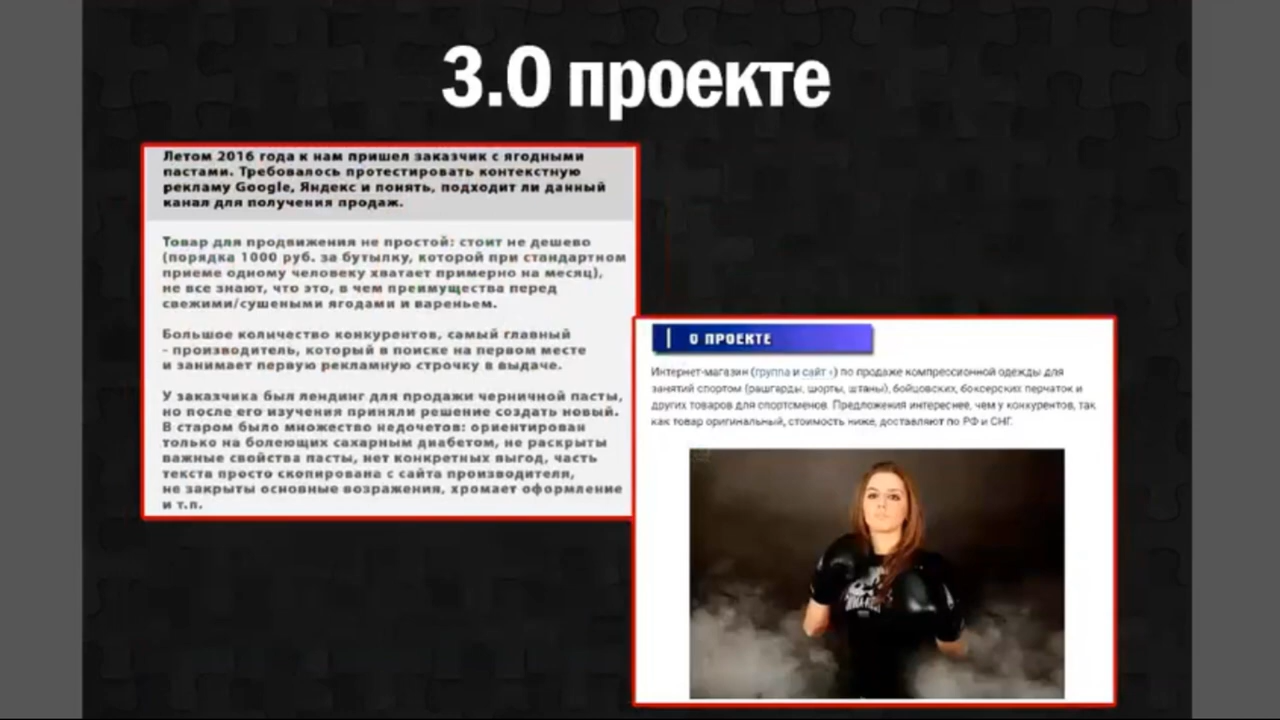 3.О проекте
Летом 2016 года к нам пришел заказчик с ягодными
пастами. Требовалось протестировать контекстную
рекламу Google, Яндекс и понять, подходит ли данный
канал для получения продаж.
Товар для продвижения не простой: стоит не дешево
(порядка 1000 руб. за бутылку, которой при стандартном
приеме одному человеку хватает примерно на месяц),
не все знают, что это, в чем преимущества перед
свежими/сушеными ягодами и вареньем.
Большое количество конкурентов, самый главный
– производитель, который в поиске на первом месте
и занимает первую рекламную строчку в выдаче.
У заказчика был лендинг для продажи черничной пасты,
но после его изучения приняли решение создать новый.
В старом было множество недочетов: ориентирован
только на болеющих сахарным диабетом, не раскрыты
важные свойства пасты, нет конкретных выгод, часть
текста просто скопирована с сайта производителя,
не закрыты основные возражения, хромает оформление
и т.п.
О ПРОЕКТЕ
Интернет-магазин (группа и сайт) по продаже компрессионной одежды для
занятий спортом (рашгарды, шорты, штаны), бойцовских, боксерских перчаток и
других товаров для спортсменов. Предложения интереснее, чем у конкурентов, так
как товар оригинальный, стоимость ниже, доставляют по РФ и СНГ.